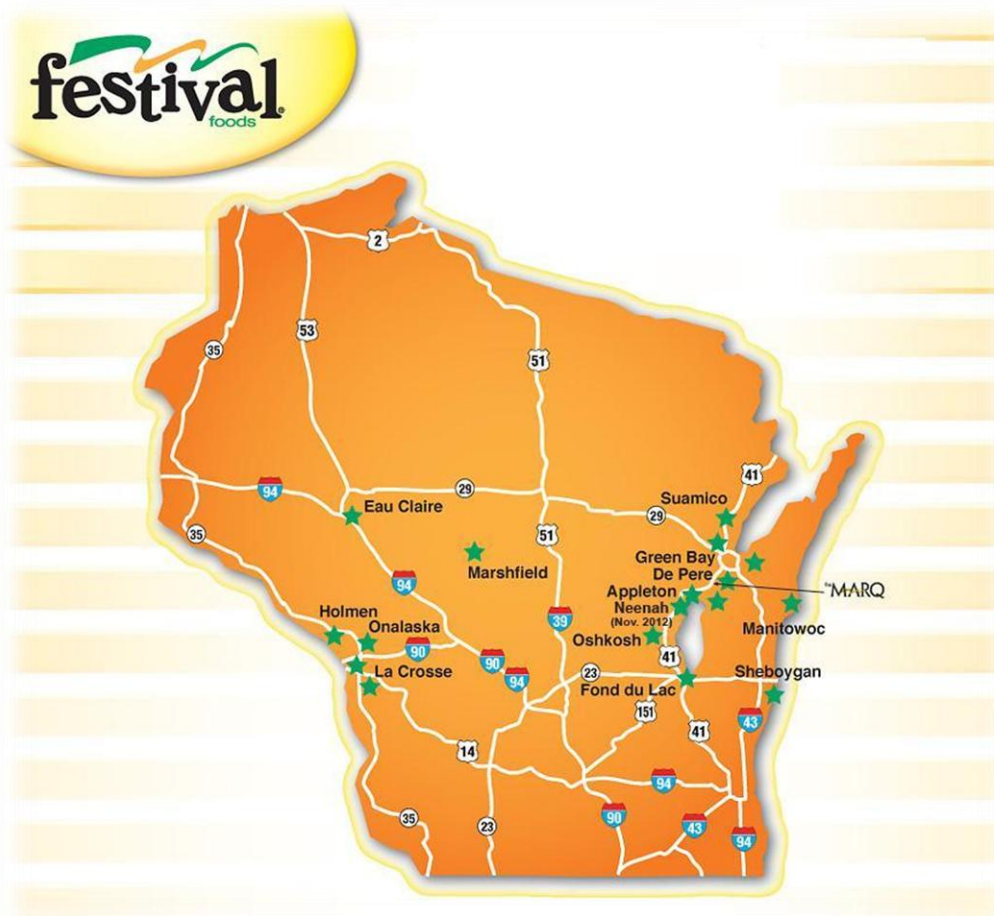 festival
foods
2
53
35
51
41
94
29
Suamico
Eau Claire
29
35
51
Green Bay
Marshfield
De Pere
94
Appleton
the MARQ
Neenah
39
Holmen
(Nov. 2012)
Onalaska
Manitowoc
Oshkosh
90
41
90
La Crosse
23
Sheboygan
94
Fond du Lac
151
43
41
14
94
90
35
23
43
94